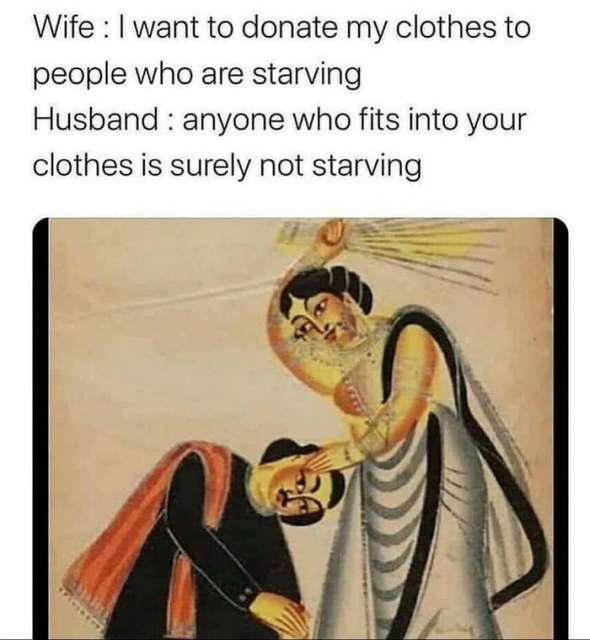 Wife : I want to donate my clothes to
people who are starving
Husband : anyone who fits into your
clothes is surely not starving